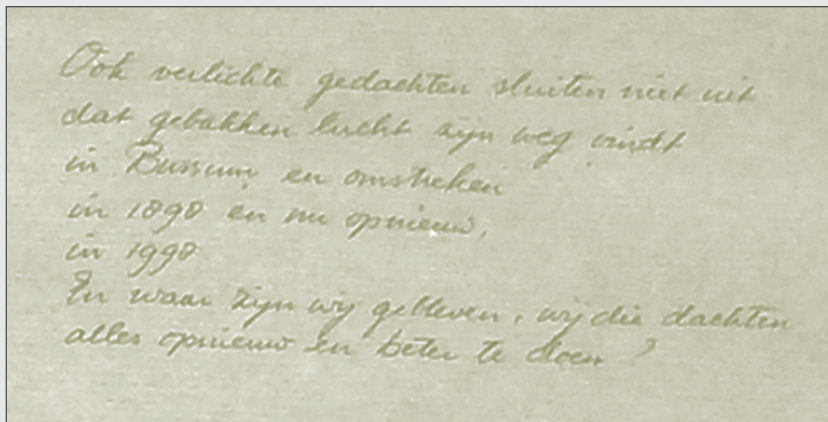 Ook verlichte gedachten sluiten niet uit
dat gebakken lucht zijn weg vindt
in Bussum en omstreken
in 1898 en nu opnieuw,
in 1998
En waar zijn wij gebleven, wij die dachten
alles opnieuw en beter te doen?